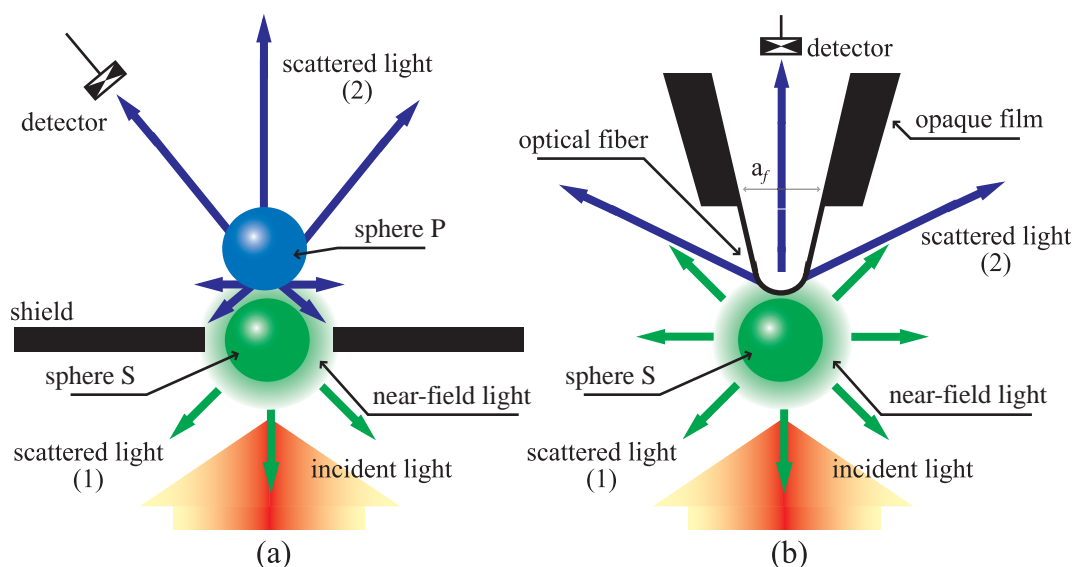 scattered light
(2)
detector
sphere P
shield
sphere S
near-field light
scattered light
(1)
incident light
(a)
detector
opaque film
optical fiber
a_f
scattered light
(2)
sphere S
near-field light
scattered light
(1)
incident light
(b)